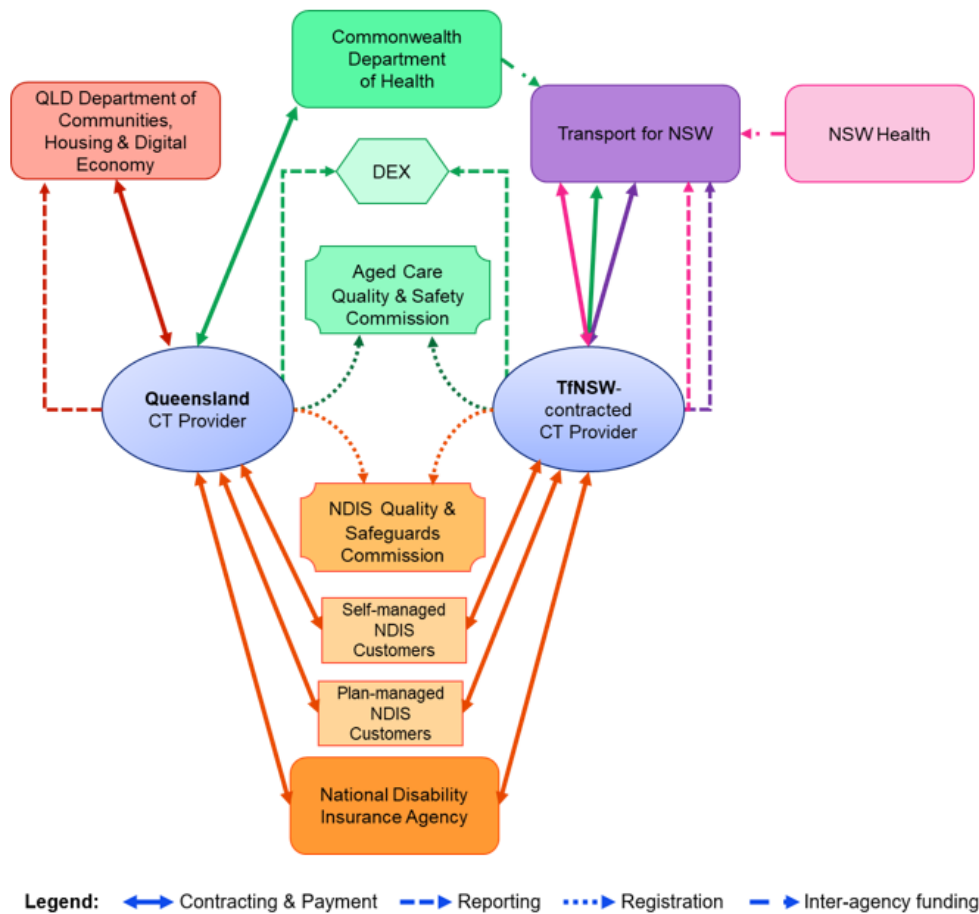 Commonwealth
Department
of Health
QLD Department of
Communities,
Housing & Digital
Economy
Transport for NSW
NSW Health
DEX
Aged Care
Quality & Safety
Commission
Queensland
CT Provider
TfNSW-
contracted
CT Provider
NDIS Quality &
Safeguards
Commission
Self-managed
NDIS
Customers
Plan-managed
NDIS
Customers
National Disability
Insurance Agency
Legend: Contracting & Payment Reporting Registration Inter-agency funding